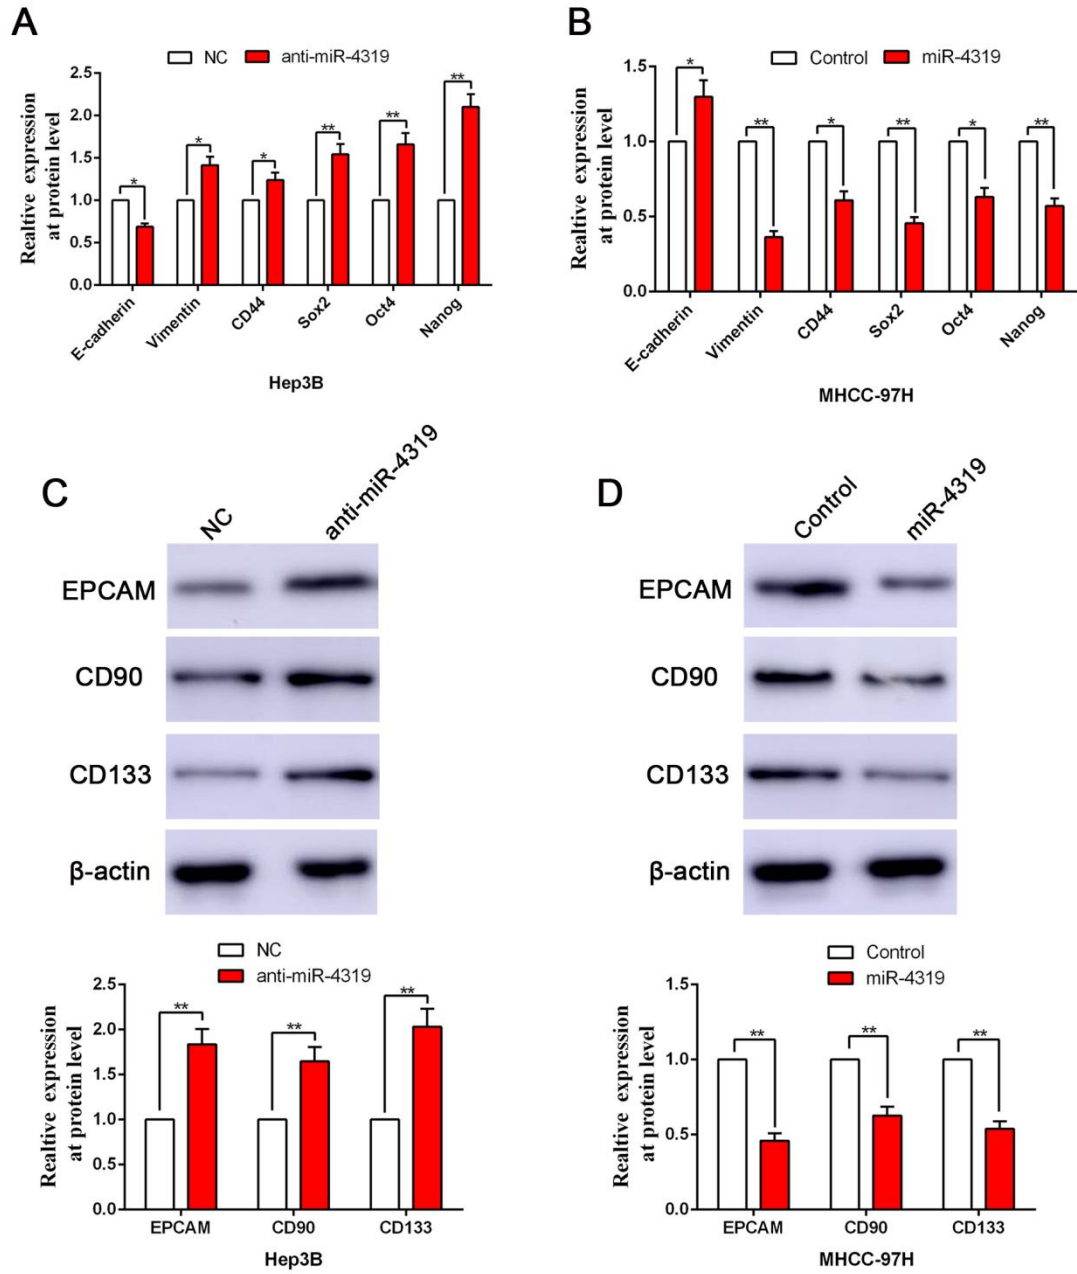 A
NC anti-miR-4319
Realtive expression
at protein level
2.5
2.0
1.5
1.0
0.5
0.0
* * * ** ** **
E-cadherin Vimentin CD44 Sox2 Oct4 Nanog
Hep3B
B
Control miR-4319
Realtive expression
at protein level
1.5
1.0
0.5
0.0
* ** * ** * **
E-cadherin Vimentin CD44 Sox2 Oct4 Nanog
MHCC-97H
C
NC anti-miR-4319
EPCAM
CD90
CD133
β-actin
NC
anti-miR-4319
Realtive expression
at protein level
2.5
2.0
1.5
1.0
0.5
0.0
** ** **
EPCAM CD90 CD133
Hep3B
D
Control miR-4319
EPCAM
CD90
CD133
β-actin
Control
miR-4319
Realtive expression
at protein level
1.5
1.0
0.5
0.0
** ** **
EPCAM CD90 CD133
MHCC-97H